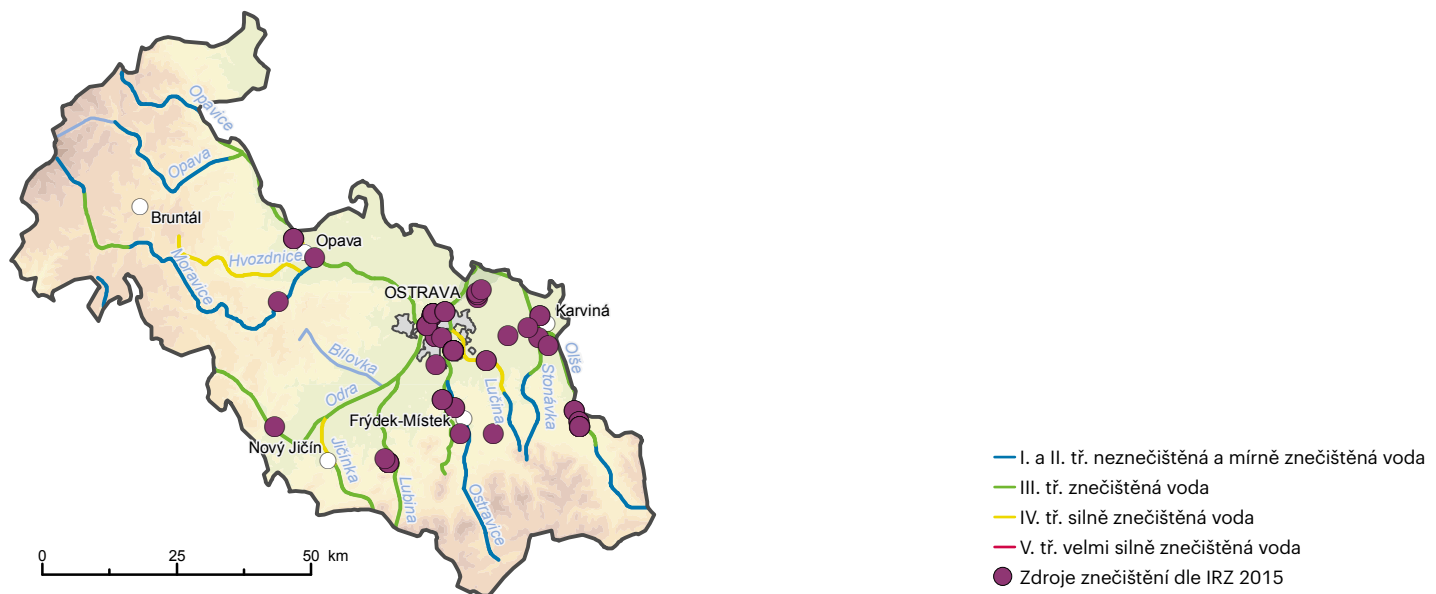 Opavice
Opava
Bruntál
Opava
Hvozdnice
Moravice
OSTRAVA
Karviná
Bílovka
Olše
Odra
Lučina
Stonávka
Frýdek-Místek
Nový Jičín
Jičínka
Lubina
Ostravice
0 25 50 km
I. a II. tř. neznečištěná a mírně znečištěná voda
III. tř. znečištěná voda
IV. tř. silně znečištěná voda
V. tř. velmi silně znečištěná voda
Zdroje znečištění dle IRZ 2015